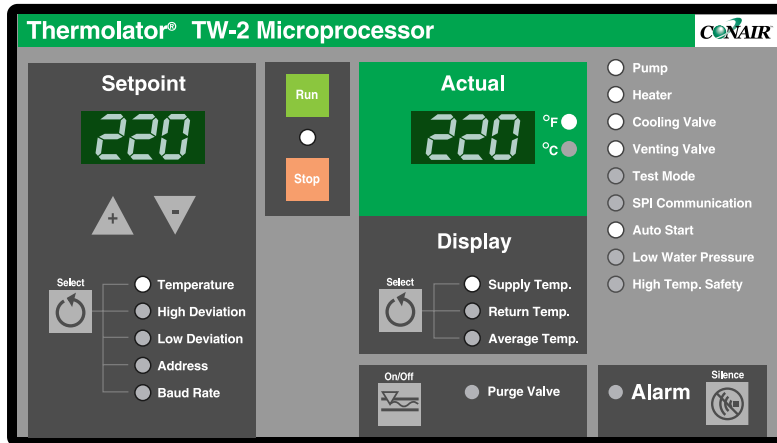 Thermolator® TW-2 Microprocessor
CONAIR
Setpoint
220
+
-
Select
Temperature
High Deviation
Low Deviation
Address
Baud Rate
Run
Stop
Actual
220
°F
°C
Display
Select
Supply Temp.
Return Temp.
Average Temp.
On/Off
Purge Valve
Pump
Heater
Cooling Valve
Venting Valve
Test Mode
SPI Communication
Auto Start
Low Water Pressure
High Temp. Safety
Alarm
Silence